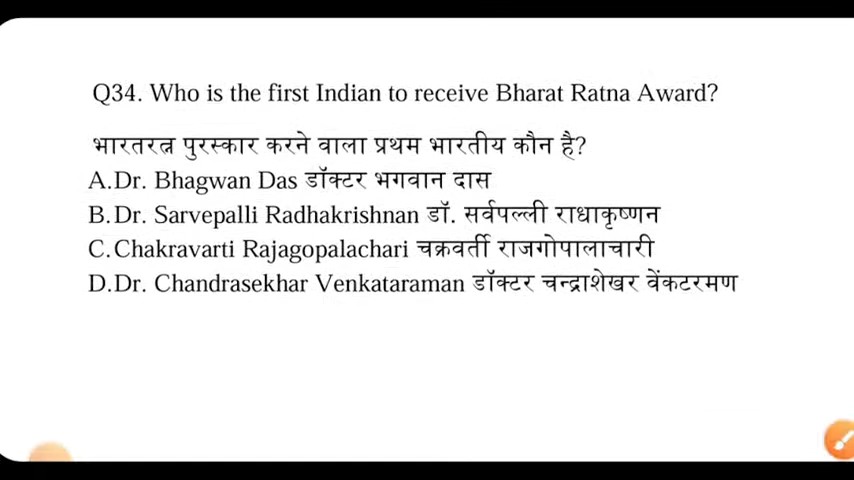 Q34. Who is the first Indian to receive Bharat Ratna Award?
भारतरत्न पुरस्कार करने वाला प्रथम भारतीय कौन है?
A.Dr. Bhagwan Das डॉक्टर भगवान दास
B.Dr. Sarvepalli Radhakrishnan डॉ. सर्वपल्ली राधाकृष्णन
C.Chakravarti Rajagopalachari चक्रवर्ती राजगोपालाचारी
D.Dr. Chandrasekhar Venkataraman डॉक्टर चन्द्राशेखर वेंकटरमण